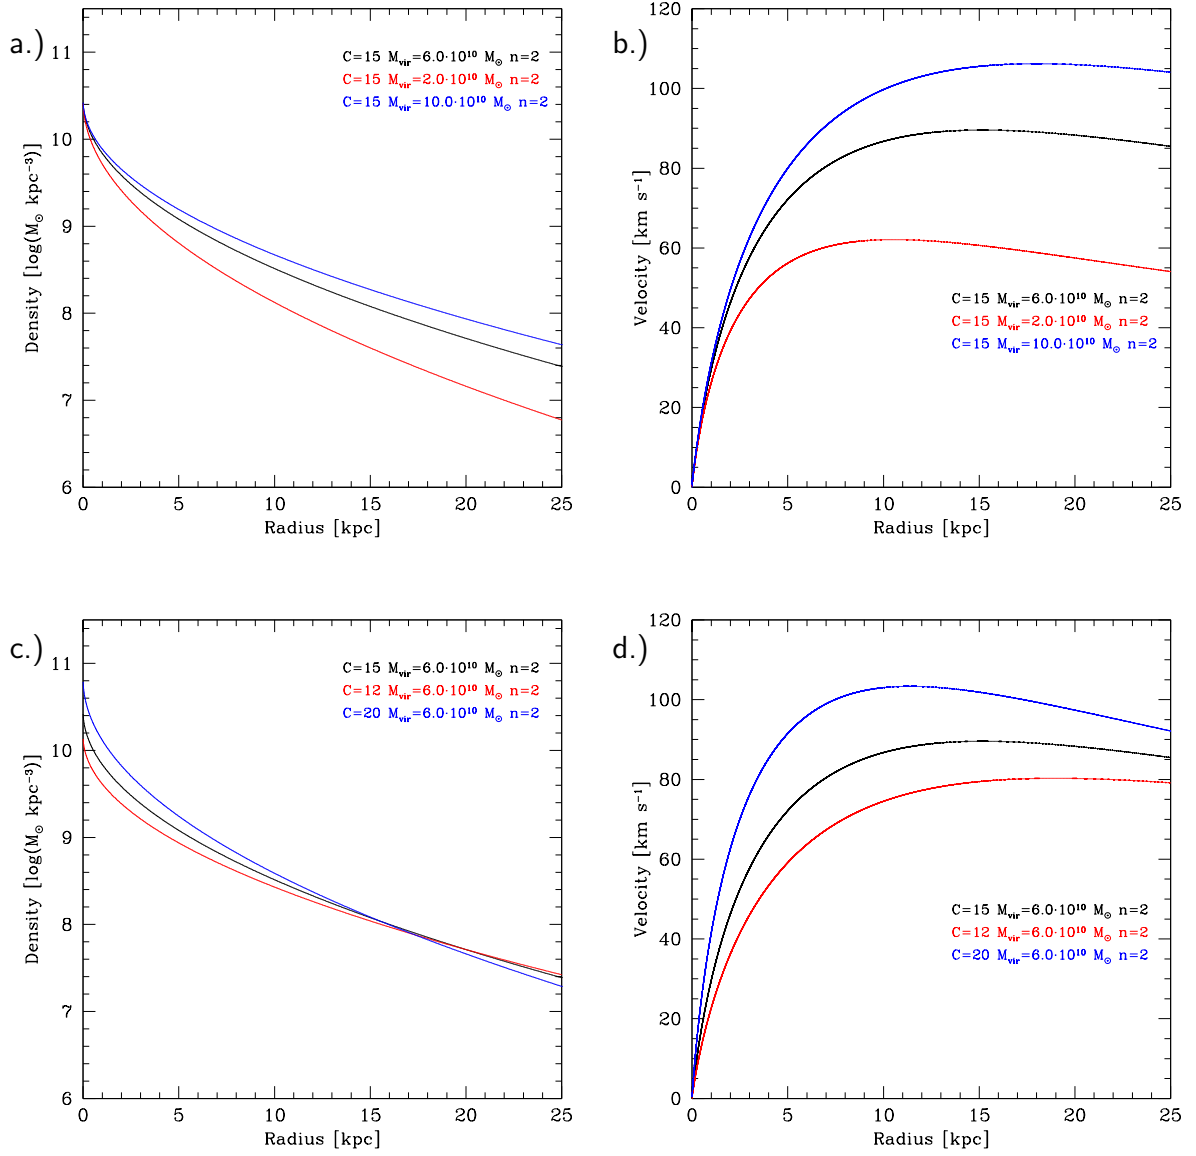 a.)
11
10
9
8
7
6
Density [log(M⊙ kpc⁻³)]
C=15 Mvir=6.0·10¹⁰ M⊙ n=2
C=15 Mvir=2.0·10¹⁰ M⊙ n=2
C=15 Mvir=10.0·10¹⁰ M⊙ n=2
0 5 10 15 20 25
Radius [kpc]
b.)
120
100
80
60
40
20
0
Velocity [km s⁻¹]
C=15 Mvir=6.0·10¹⁰ M⊙ n=2
C=15 Mvir=2.0·10¹⁰ M⊙ n=2
C=15 Mvir=10.0·10¹⁰ M⊙ n=2
0 5 10 15 20 25
Radius [kpc]
c.)
11
10
9
8
7
6
Density [log(M⊙ kpc⁻³)]
C=15 Mvir=6.0·10¹⁰ M⊙ n=2
C=12 Mvir=6.0·10¹⁰ M⊙ n=2
C=20 Mvir=6.0·10¹⁰ M⊙ n=2
0 5 10 15 20 25
Radius [kpc]
d.)
120
100
80
60
40
20
0
Velocity [km s⁻¹]
C=15 Mvir=6.0·10¹⁰ M⊙ n=2
C=12 Mvir=6.0·10¹⁰ M⊙ n=2
C=20 Mvir=6.0·10¹⁰ M⊙ n=2
0 5 10 15 20 25
Radius [kpc]